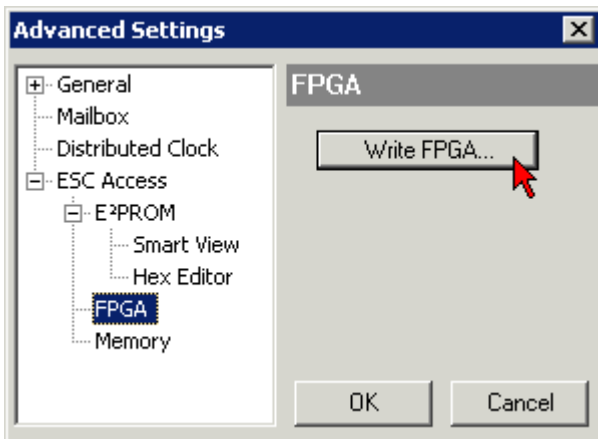 Advanced Settings
General
Mailbox
Distributed Clock
ESC Access
E²PROM
Smart View
Hex Editor
FPGA
Memory
FPGA
Write FPGA...
OK
Cancel